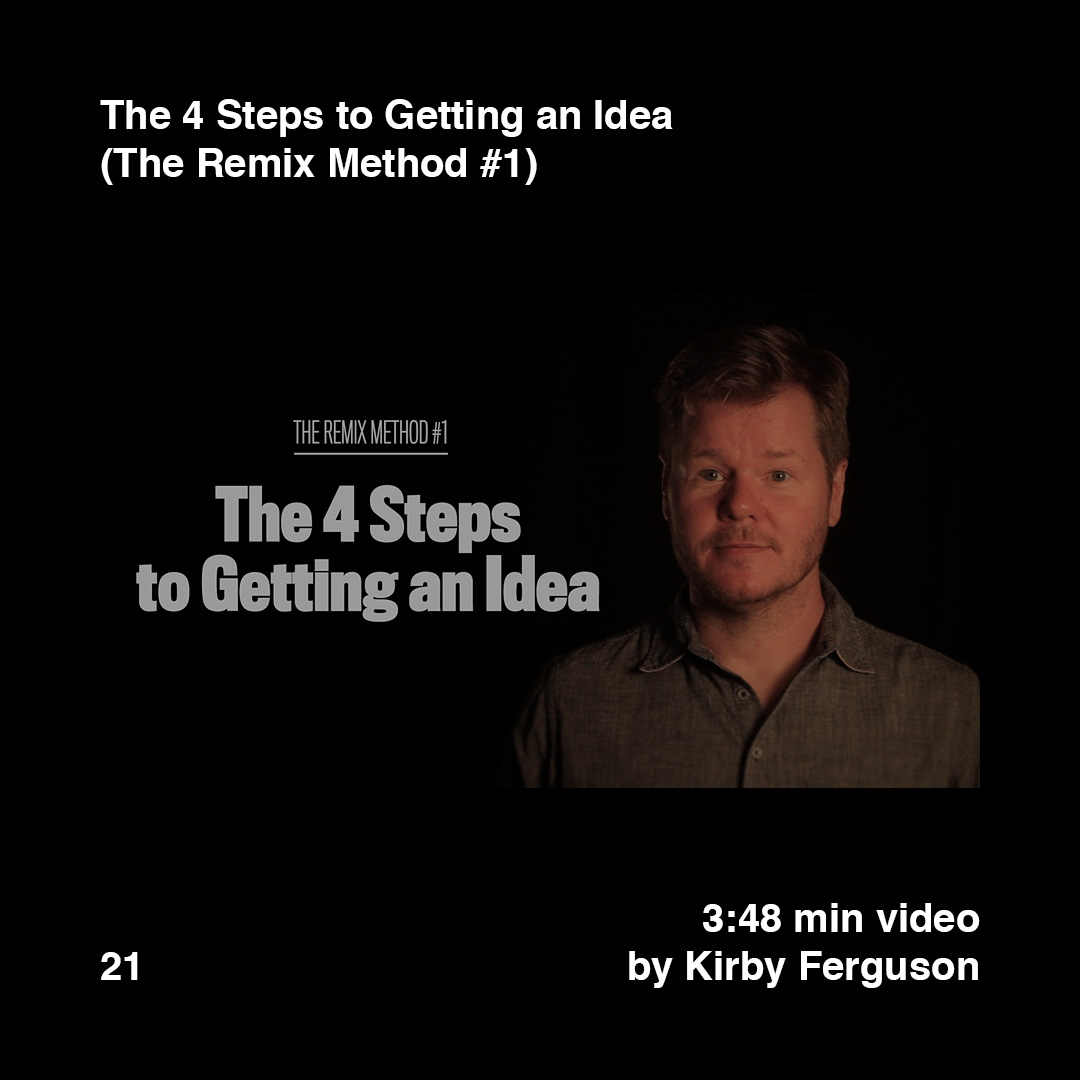 The 4 Steps to Getting an Idea
(The Remix Method #1)
THE REMIX METHOD #1
The 4 Steps
to Getting an Idea
3:48 min video
21
by Kirby Ferguson